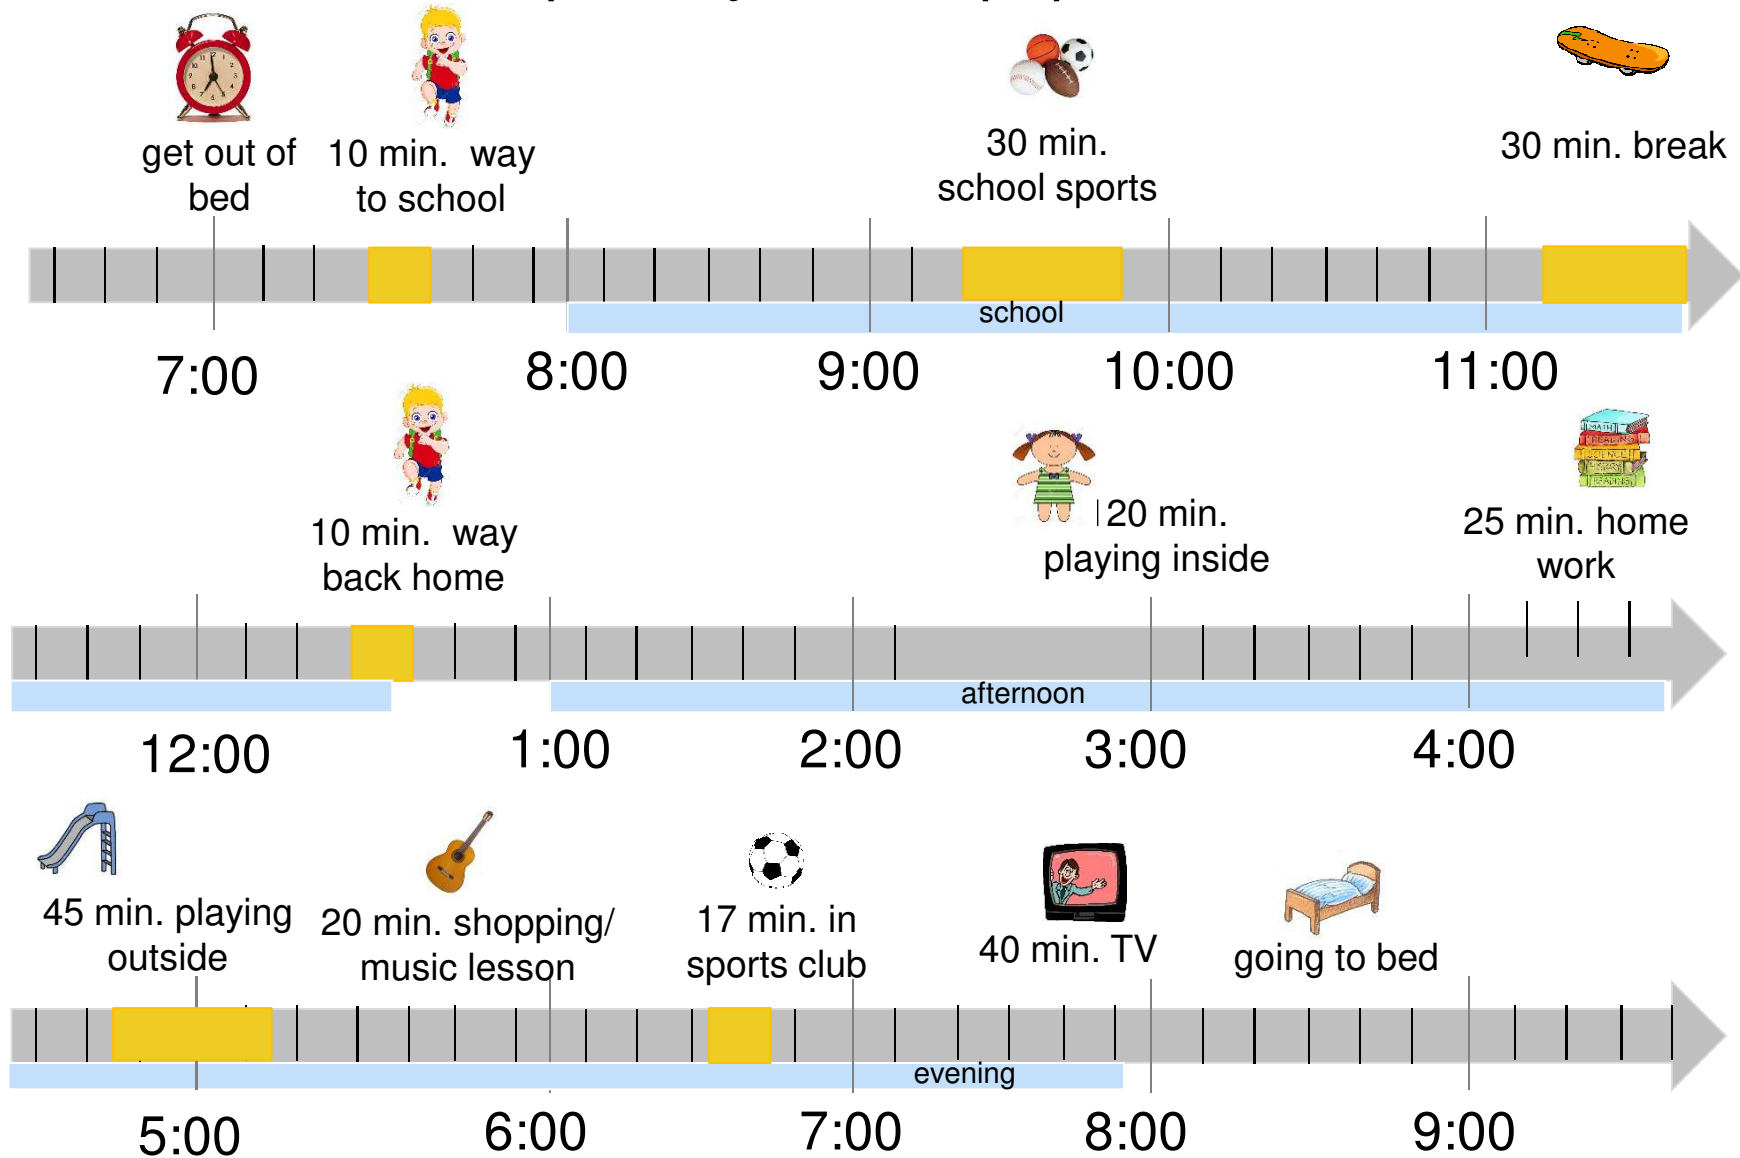 get out of
bed
10 min. way
to school
30 min.
school sports
30 min. break
school
7:00
8:00
9:00
10:00
11:00
10 min. way
back home
120 min.
playing inside
25 min. home
work
afternoon
12:00
1:00
2:00
3:00
4:00
45 min. playing
outside
20 min. shopping/
music lesson
17 min. in
sports club
40 min. TV
going to bed
evening
5:00
6:00
7:00
8:00
9:00